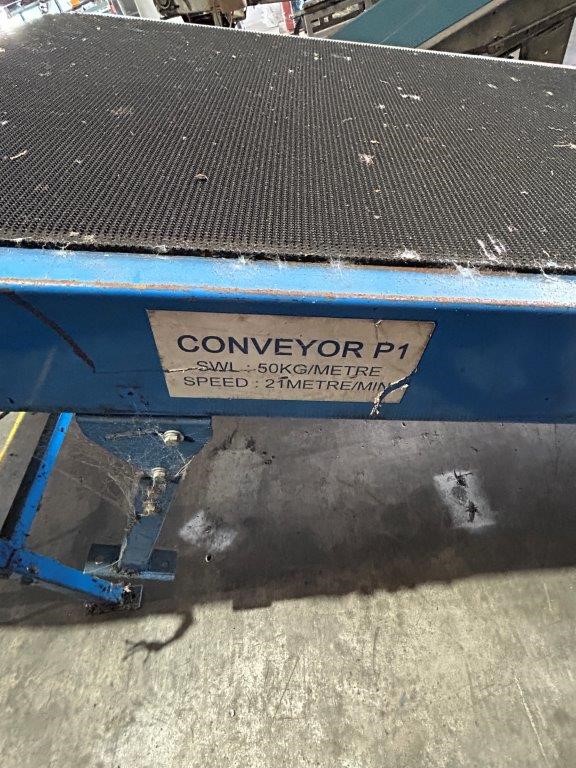 CONVEYOR P1
SWL : 50KG/METRE
SPEED : 21METRE/MIN